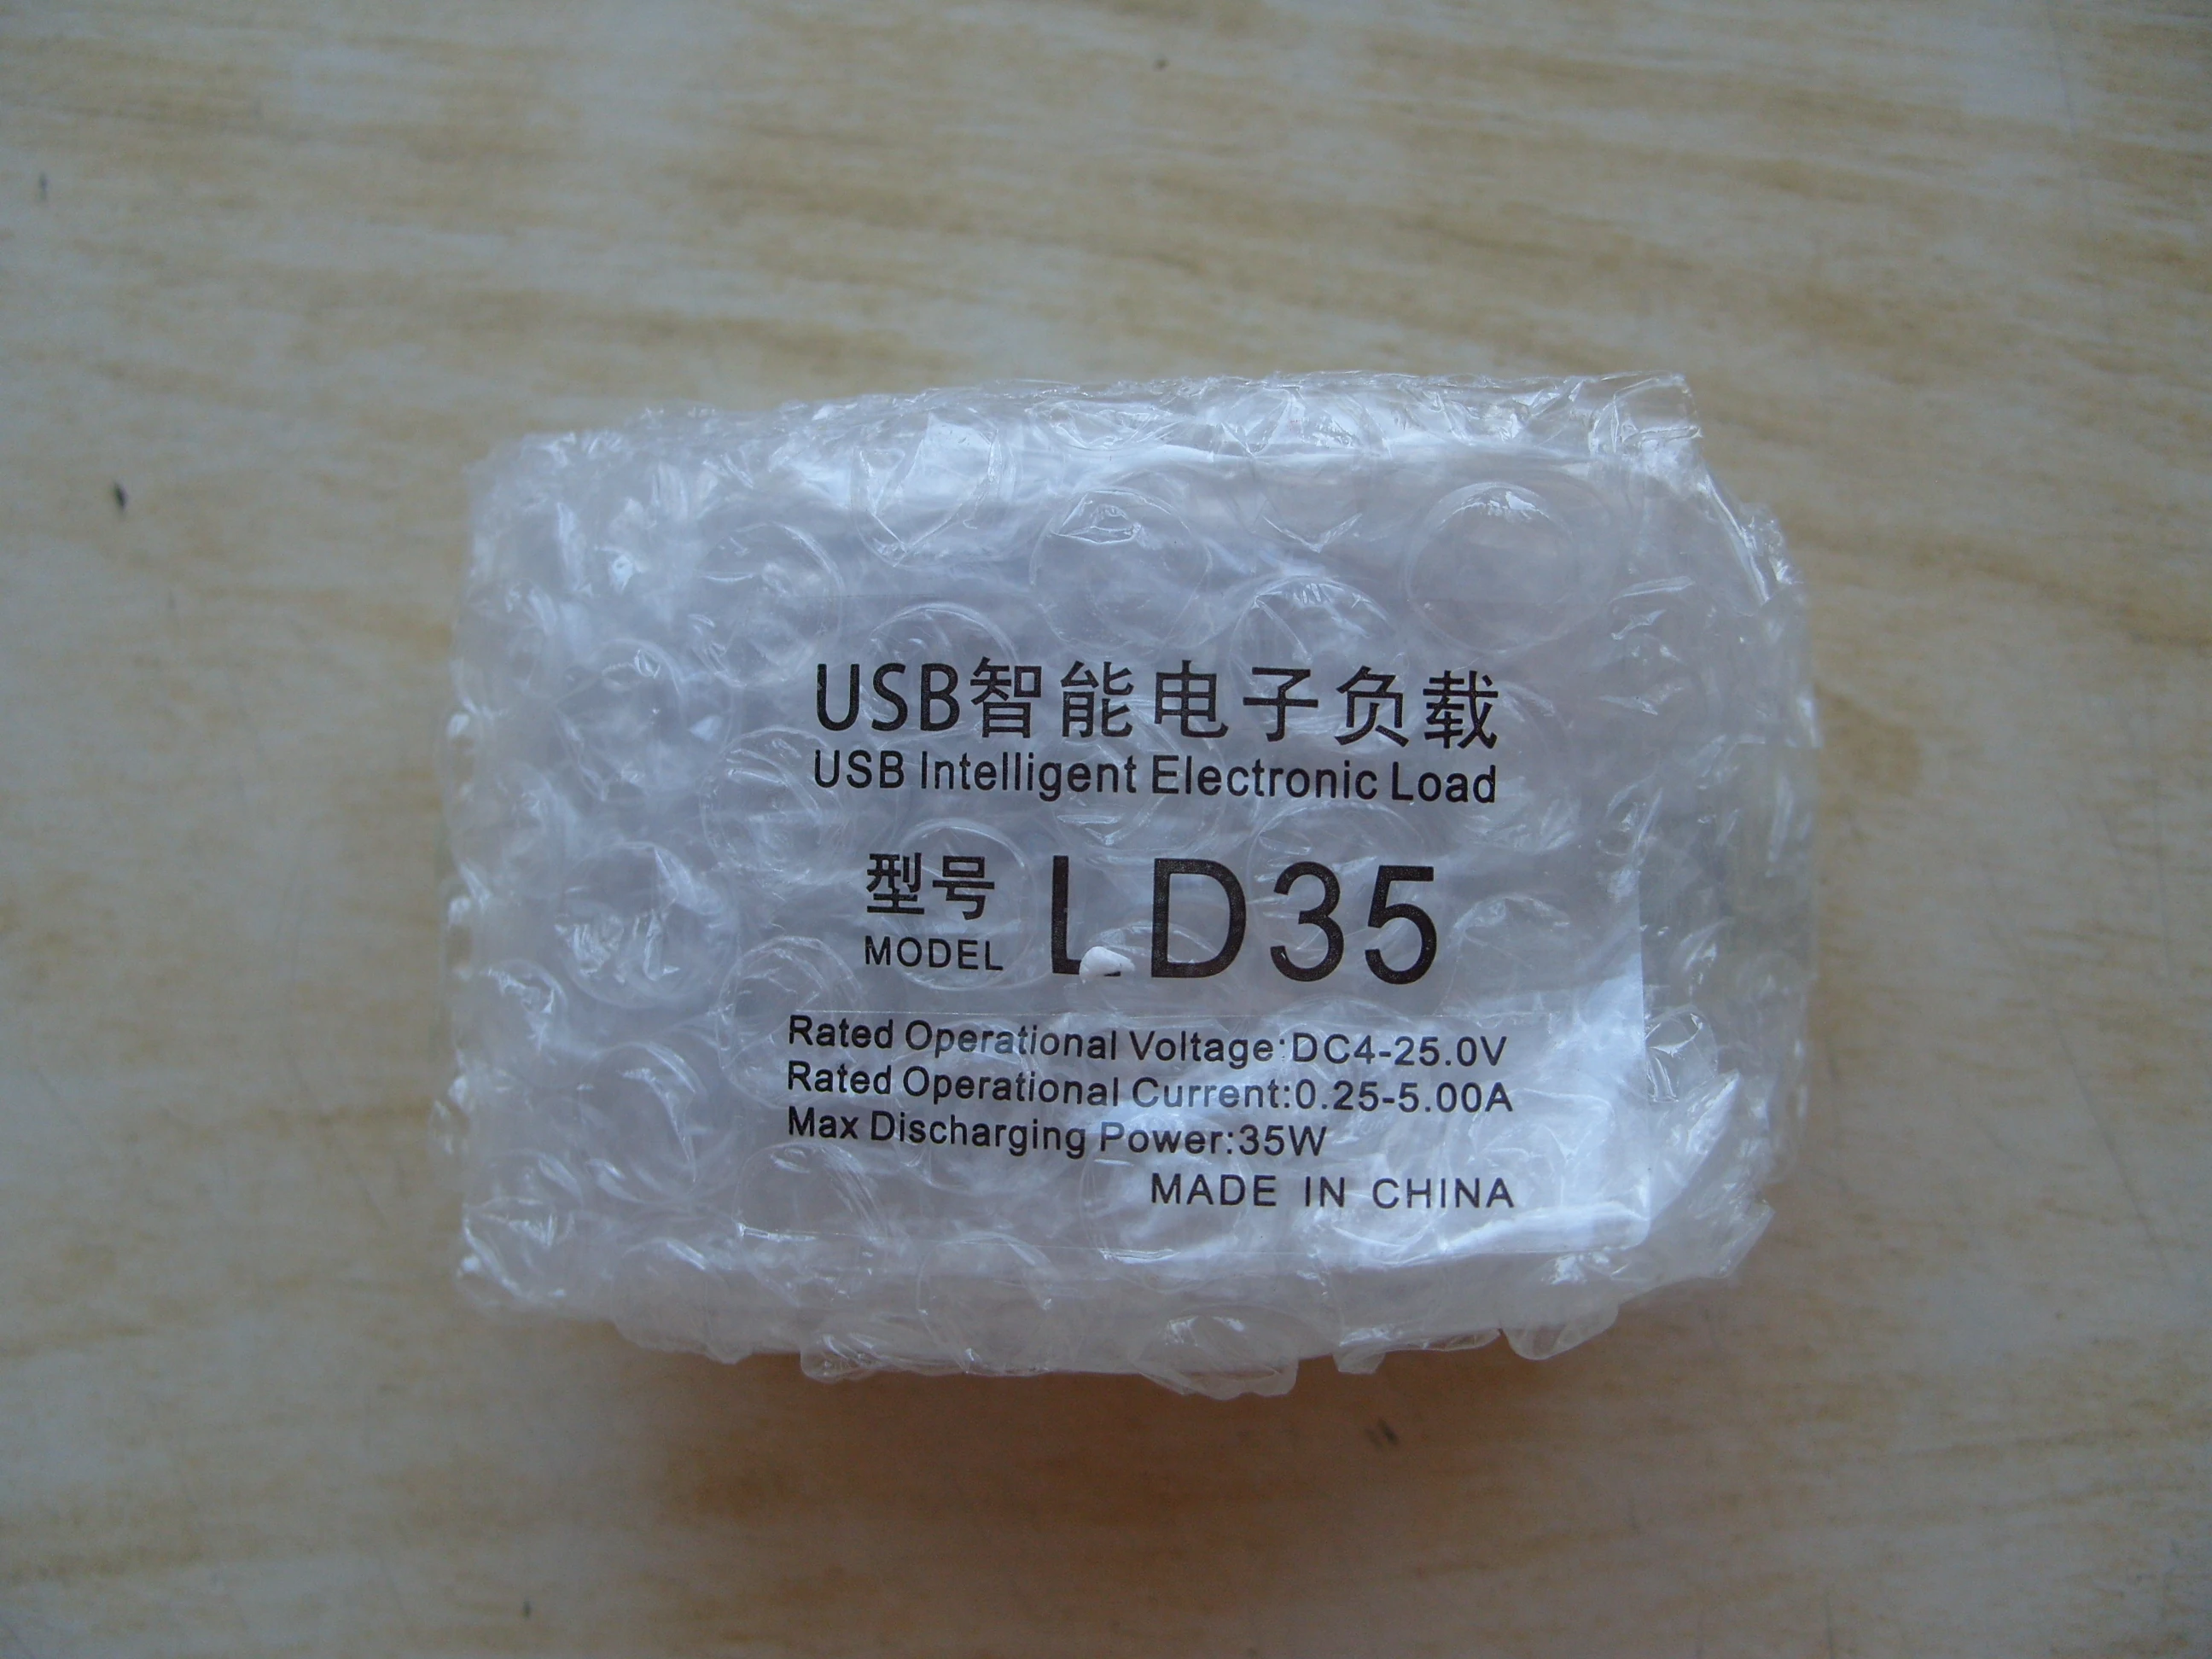 USB智能电子负载
USB Intelligent Electronic Load
型号 LD35
MODEL
Rated Operational Voltage:DC4-25.0V
Rated Operational Current:0.25-5.00A
Max Discharging Power:35W
MADE IN CHINA